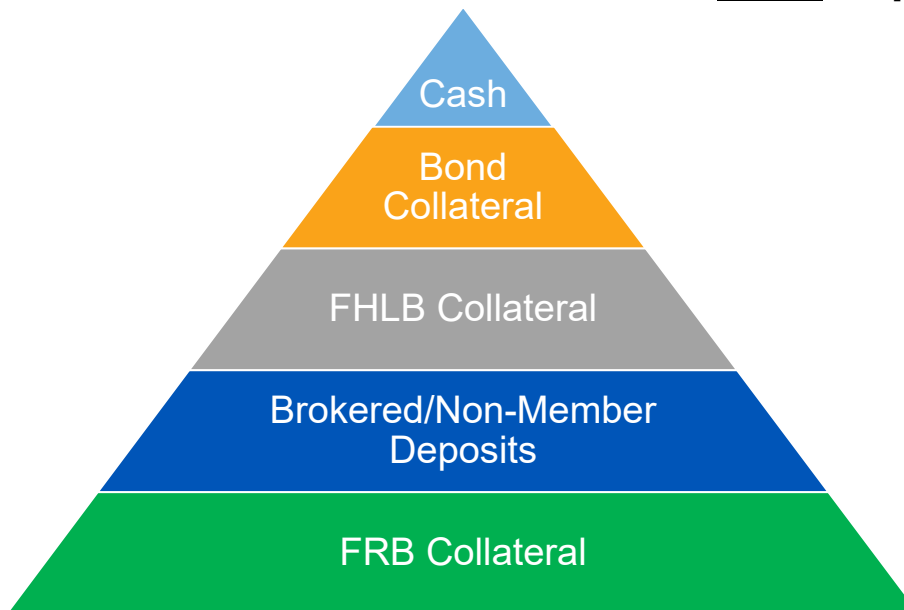 Cash
Bond
Collateral
FHLB Collateral
Brokered/Non-Member
Deposits
FRB Collateral